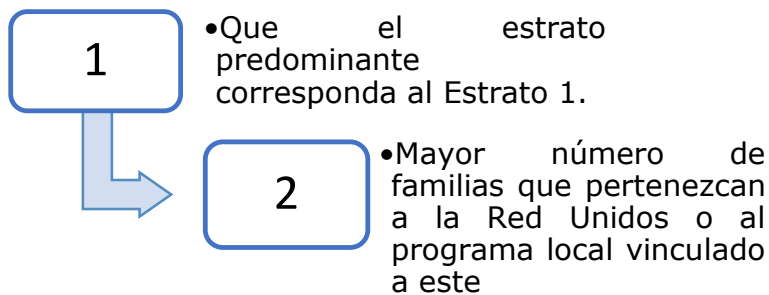 1
•Que el estrato
predominante
corresponda al Estrato 1.
2
•Mayor número de
familias que pertenezcan
a la Red Unidos o al
programa local vinculado
a este